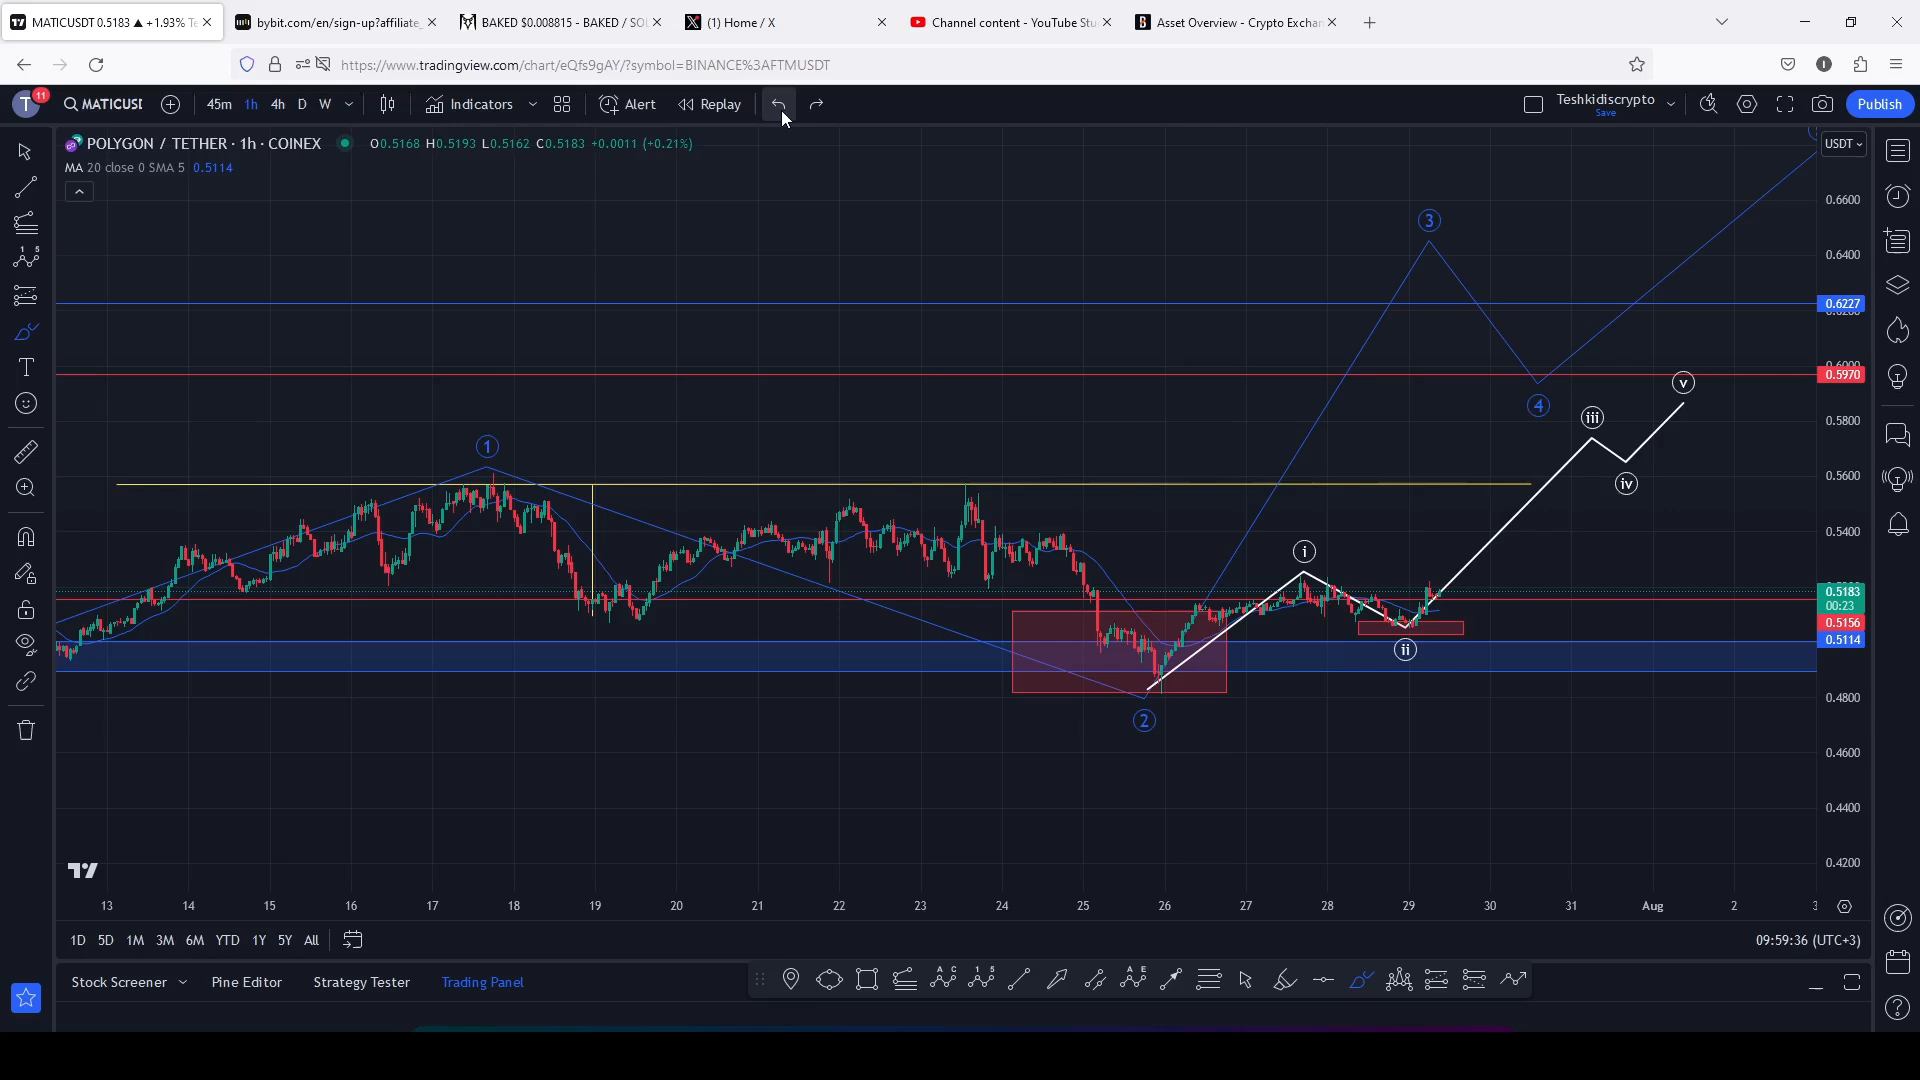 MATICUSDT 0.5183 ▲ +1.93% Te
bybit.com/en/sign-up?affiliate_
BAKED $0.008815 - BAKED / SO
(1) Home / X
Channel content - YouTube Stu
Asset Overview - Crypto Exchan
https://www.tradingview.com/chart/eQfs9gAY/?symbol=BINANCE%3AFTMUSDT
T
11
MATICUSI
45m
1h
4h
D
W
Indicators
Alert
Replay
Teshkidiscrypto
Save
Publish
POLYGON / TETHER · 1h · COINEX
O0.5168 H0.5193 L0.5162 C0.5183 +0.0011 (+0.21%)
MA 20 close 0 SMA 5 0.5114
USDT
0.6600
0.6400
0.6227
0.6200
0.6000
0.5970
0.5800
0.5600
0.5400
0.5183
00:23
0.5156
0.5114
0.4800
0.4600
0.4400
0.4200
1
2
3
4
i
ii
iii
iv
v
13 14 15 16 17 18 19 20 21 22 23 24 25 26 27 28 29 30 31 Aug 2 3
1D 5D 1M 3M 6M YTD 1Y 5Y All
09:59:36 (UTC+3)
Stock Screener
Pine Editor
Strategy Tester
Trading Panel